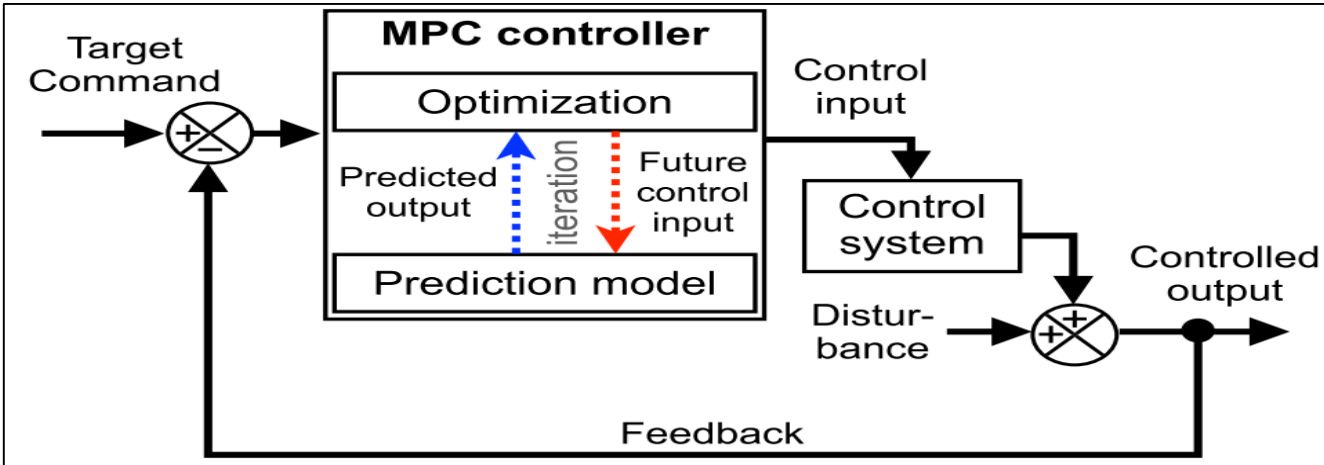 Target
Command
MPC controller
Optimization
Predicted
output
iteration
Future
control
input
Prediction model
Control
input
Control
system
Distur-
bance
Controlled
output
Feedback